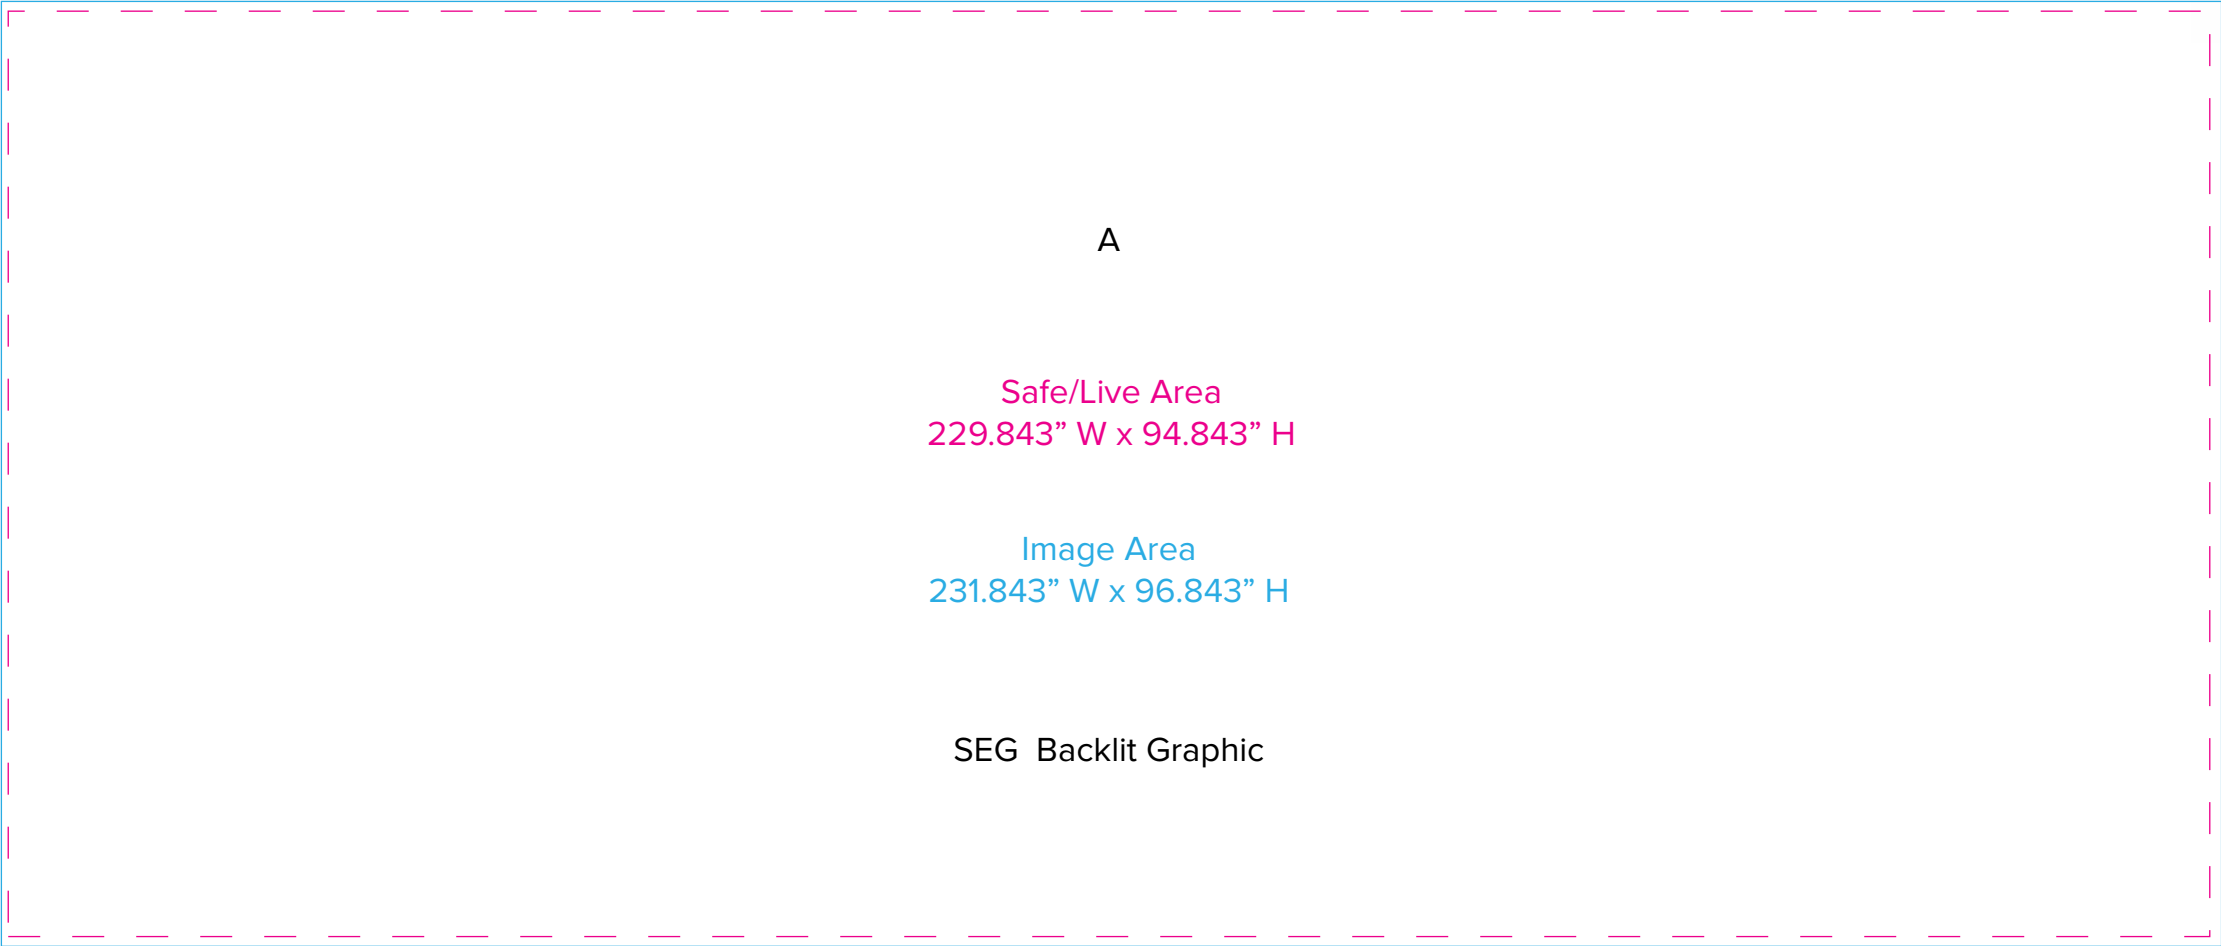 A
Safe/Live Area
229.843” W x 94.843” H
Image Area
231.843” W x 96.843” H
SEG  Backlit Graphic